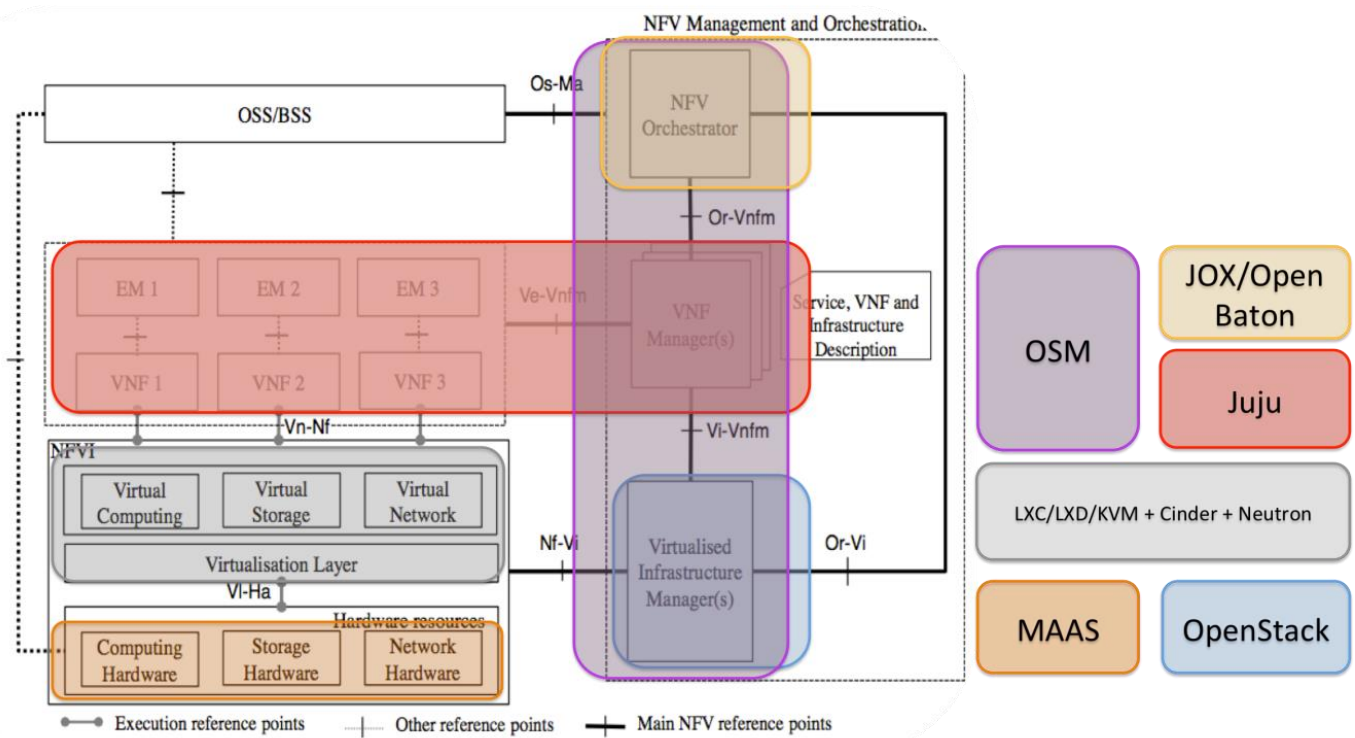 NFV Management and Orchestration
Os-Ma
OSS/BSS
NFV
Orchestrator
Or-Vnfm
EM 1
EM 2
EM 3
Ve-Vnfm
VNF
Manager(s)
Service, VNF and
Infrastructure
Description
VNF 1
VNF 2
VNF 3
Vn-Nf
Vi-Vnfm
NFVI
Virtual
Computing
Virtual
Storage
Virtual
Network
Nf-Vi
Virtualised
Infrastructure
Manager(s)
Or-Vi
Virtualisation Layer
Vl-Ha
Hardware resources
Computing
Hardware
Storage
Hardware
Network
Hardware
Execution reference points
Other reference points
Main NFV reference points
OSM
JOX/Open
Baton
Juju
LXC/LXD/KVM + Cinder + Neutron
MAAS
OpenStack